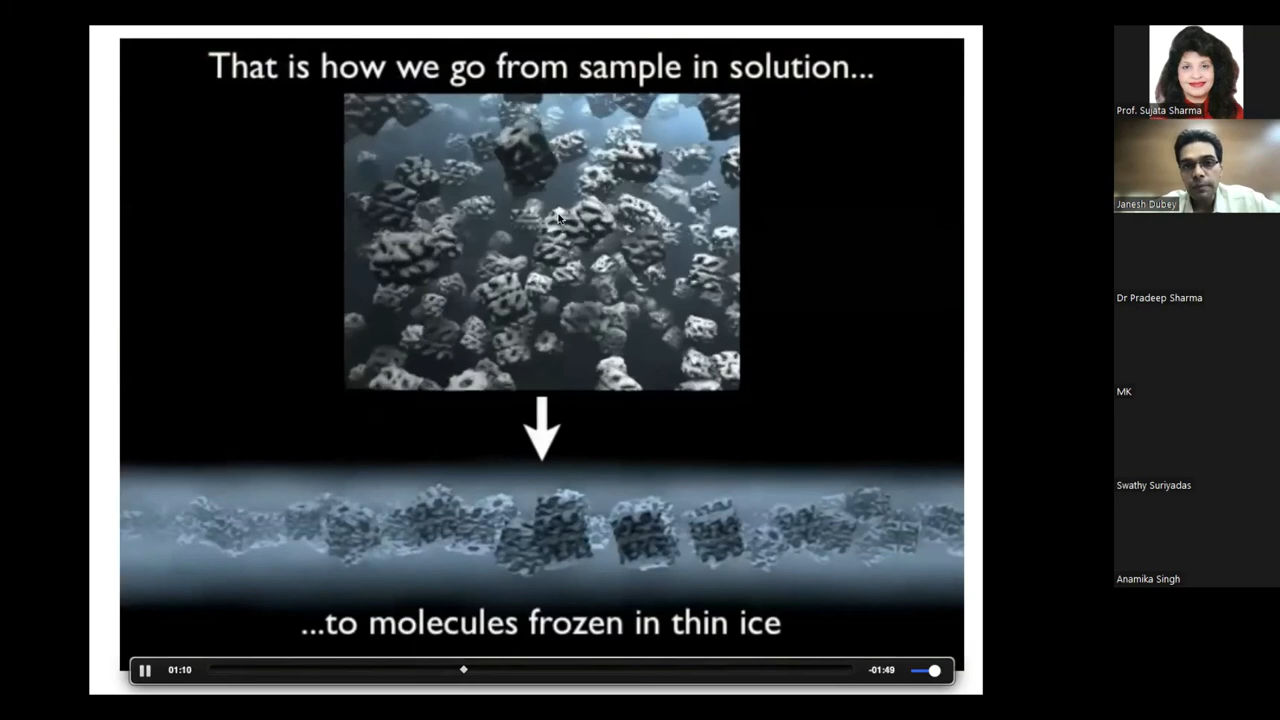 That is how we go from sample in solution...
...to molecules frozen in thin ice
01:10
-01:49
Prof. Sujata Sharma
Janesh Dubey
Dr Pradeep Sharma
MK
Swathy Suriyadas
Anamika Singh